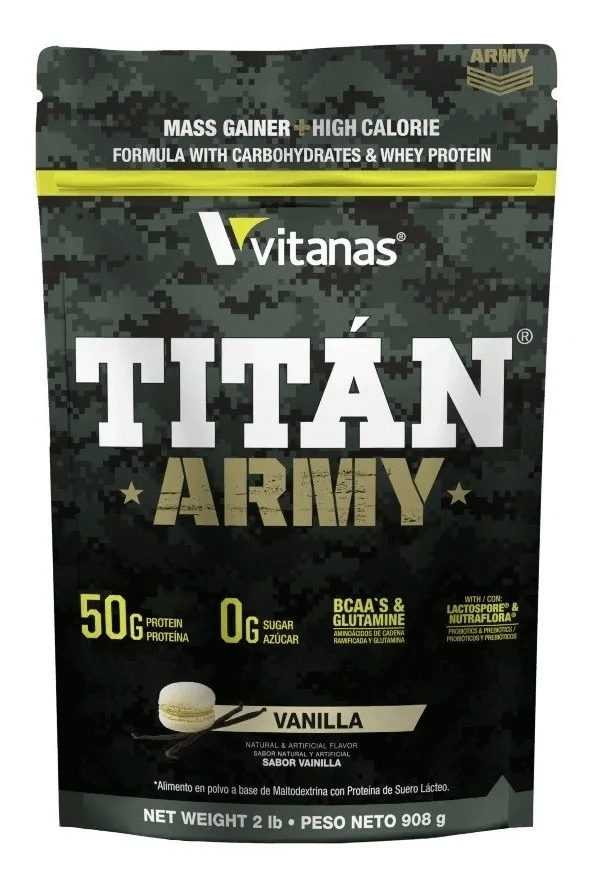 ARMY
MASS GAINER + HIGH CALORIE
FORMULA WITH CARBOHYDRATES & WHEY PROTEIN
Vvitanas®
TITÁN®
ARMY
50G PROTEIN
PROTEÍNA
0G SUGAR
AZÚCAR
BCAA`S &
GLUTAMINE
AMINOÁCIDOS DE CADENA
RAMIFICADA Y GLUTAMINA
WITH / CON:
LACTOSPORE® &
NUTRAFLORA®
PROBIOTICS & PREBIOTICS /
PROBIÓTICOS Y PREBIÓTICOS
VANILLA
NATURAL & ARTIFICIAL FLAVOR
SABOR NATURAL Y ARTIFICIAL
SABOR VAINILLA
*Alimento en polvo a base de Maltodextrina con Proteína de Suero Lácteo.
NET WEIGHT 2 lb • PESO NETO 908 g